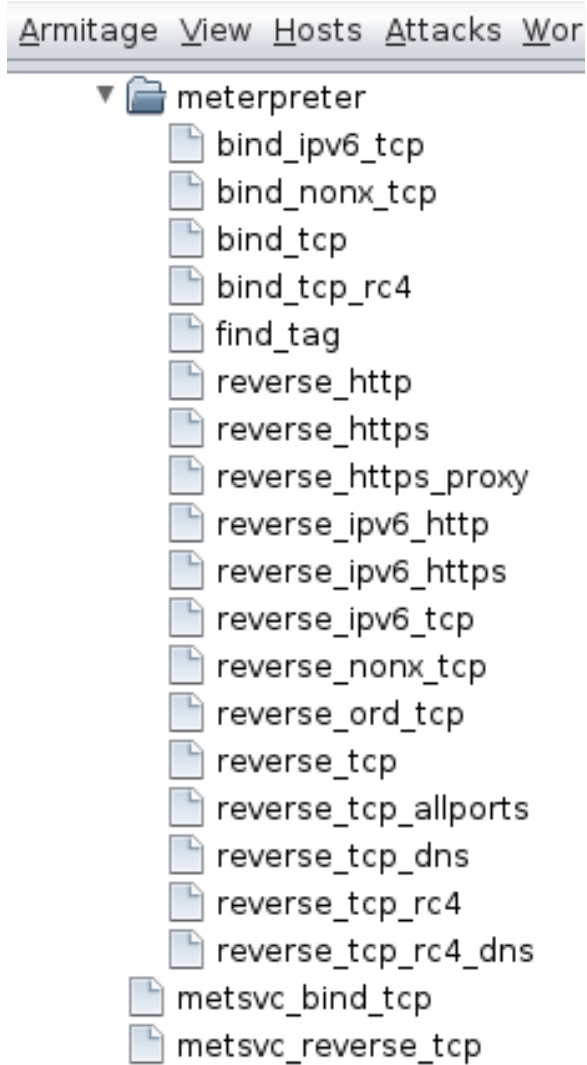 Armitage View Hosts Attacks Wor
meterpreter
bind_ipv6_tcp
bind_nonx_tcp
bind_tcp
bind_tcp_rc4
find_tag
reverse_http
reverse_https
reverse_https_proxy
reverse_ipv6_http
reverse_ipv6_https
reverse_ipv6_tcp
reverse_nonx_tcp
reverse_ord_tcp
reverse_tcp
reverse_tcp_allports
reverse_tcp_dns
reverse_tcp_rc4
reverse_tcp_rc4_dns
metsvc_bind_tcp
metsvc_reverse_tcp